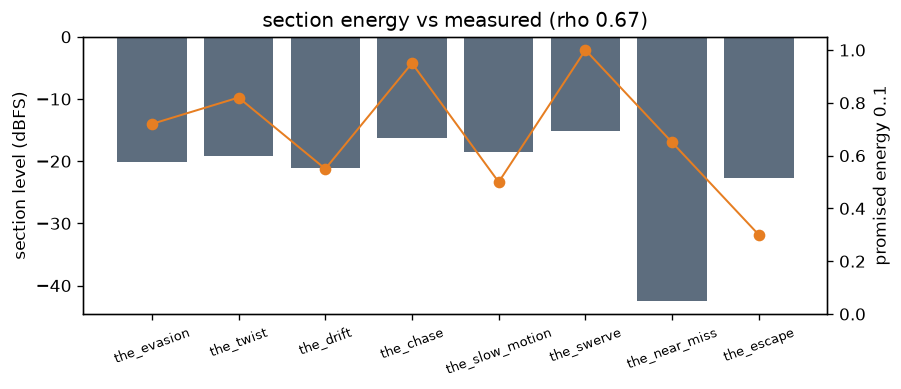 section energy vs measured (rho 0.67)
section level (dBFS)
0
−10
−20
−30
−40
promised energy 0..1
1.0
0.8
0.6
0.4
0.2
0.0
the_evasion
the_twist
the_drift
the_chase
the_slow_motion
the_swerve
the_near_miss
the_escape